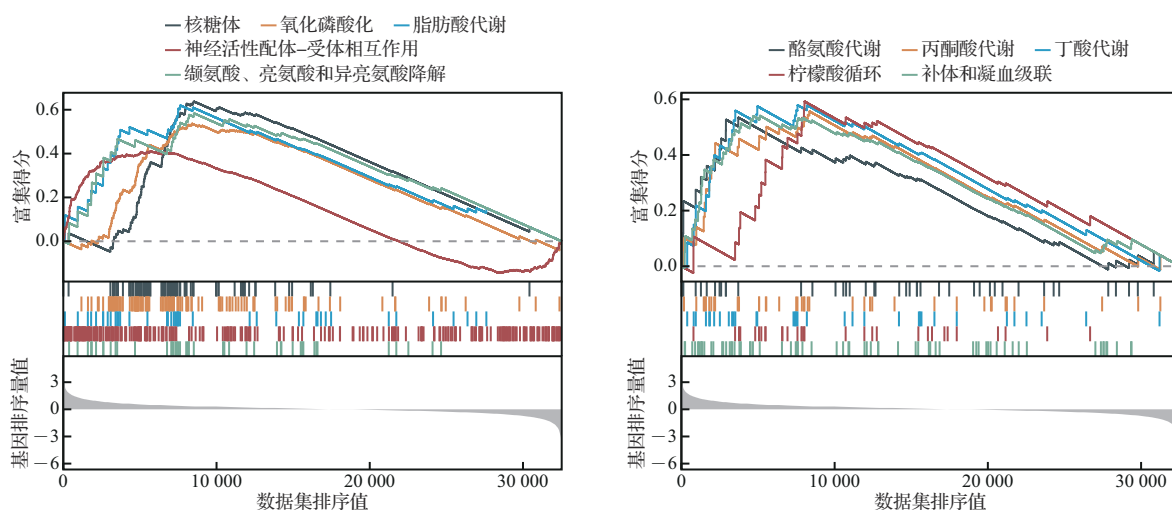 核糖体 氧化磷酸化 脂肪酸代谢
神经活性配体–受体相互作用
缬氨酸、亮氨酸和异亮氨酸降解
富集得分
0.6
0.4
0.2
0.0
基因排序量值
3
0
−3
−6
0 10 000 20 000 30 000
数据集排序值
酪氨酸代谢 丙酮酸代谢 丁酸代谢
柠檬酸循环 补体和凝血级联
富集得分
0.6
0.4
0.2
0.0
基因排序量值
3
0
−3
−6
0 10 000 20 000 30 000
数据集排序值